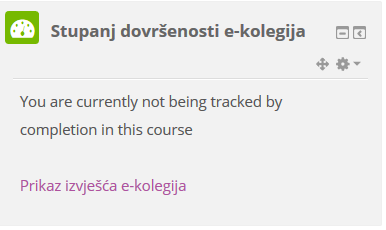 Stupanj dovršenosti e-kolegija
You are currently not being tracked by
completion in this course
Prikaz izvješća e-kolegija